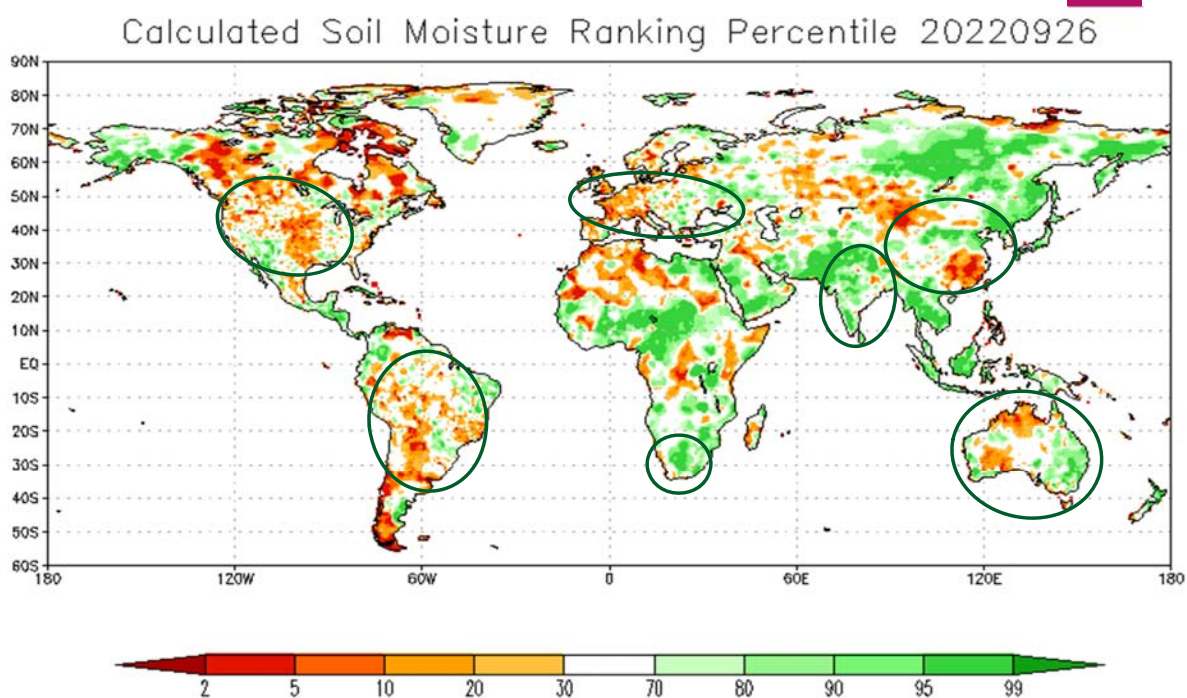 Calculated Soil Moisture Ranking Percentile 20220926
90N
80N
70N
60N
50N
40N
30N
20N
10N
EQ
10S
20S
30S
40S
50S
60S
180 120W 60W 0 60E 120E 180
2 5 10 20 30 70 80 90 95 99